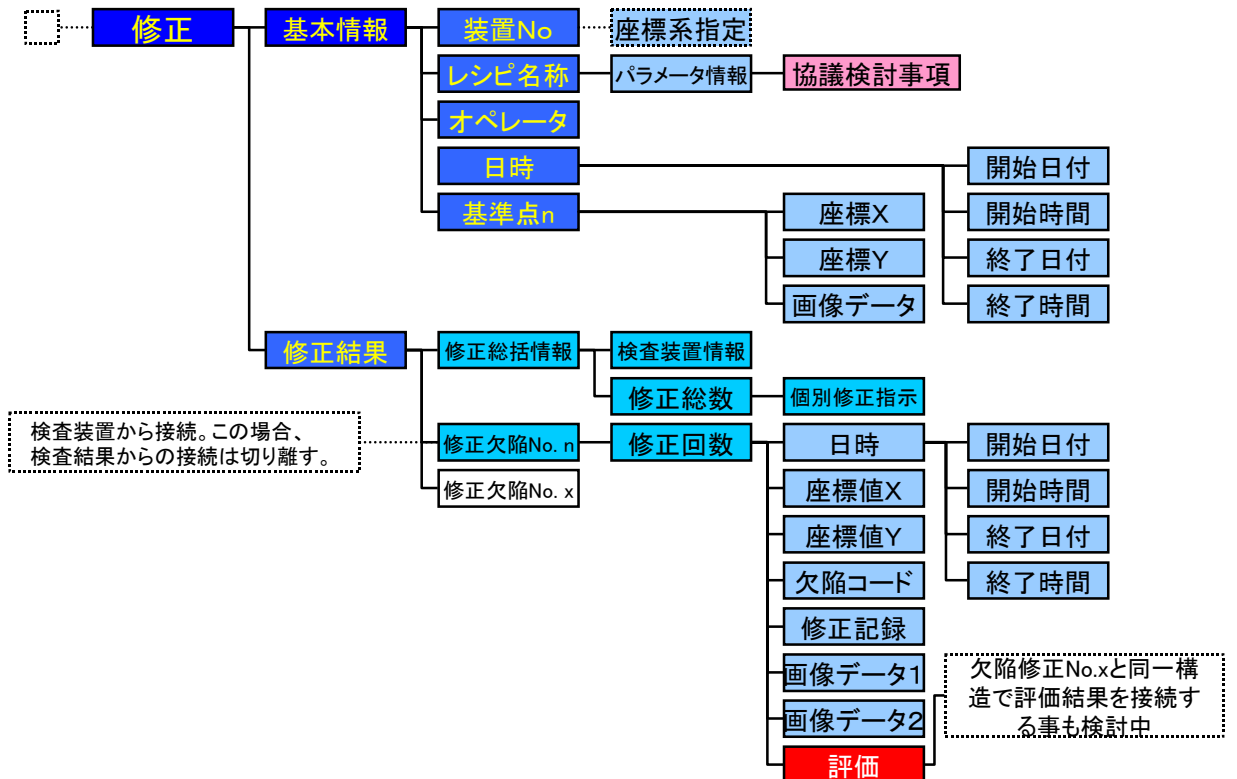 修正
基本情報
装置No
座標系指定
レシピ名称
パラメータ情報
協議検討事項
オペレータ
日時
開始日付
基準点n
座標X
開始時間
座標Y
終了日付
画像データ
終了時間
修正結果
修正総括情報
検査装置情報
修正総数
個別修正指示
検査装置から接続。この場合、
検査結果からの接続は切り離す。
修正欠陥No. n
修正回数
日時
開始日付
修正欠陥No. x
座標値X
開始時間
座標値Y
終了日付
欠陥コード
終了時間
修正記録
画像データ1
欠陥修正No.xと同一構
造で評価結果を接続す
る事も検討中
画像データ2
評価